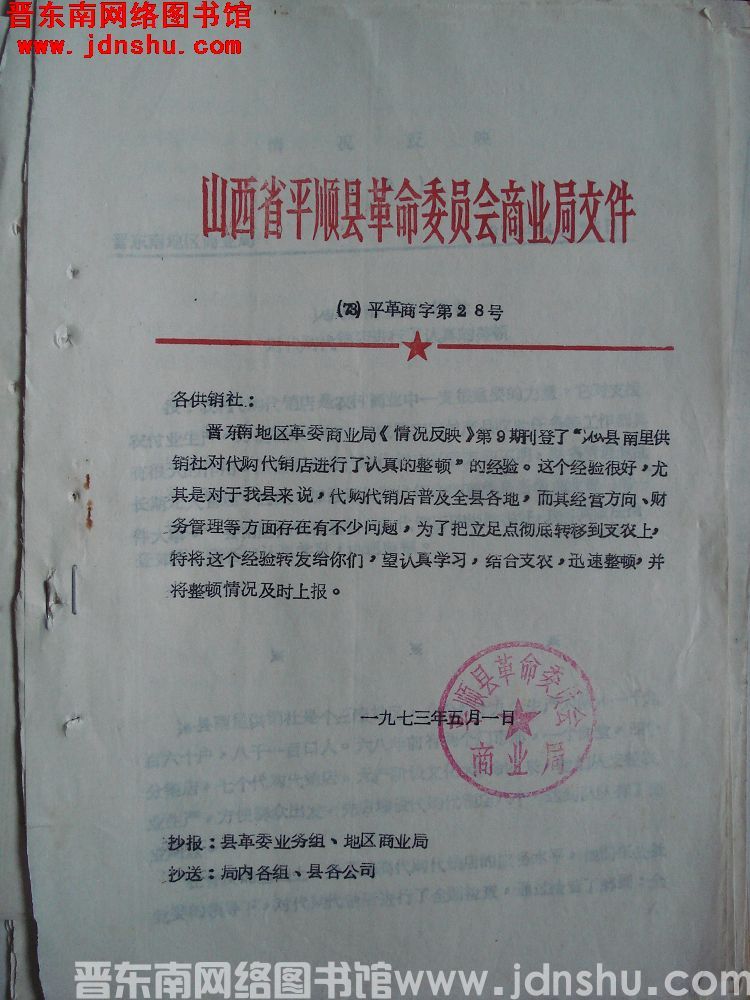 晋东南网络图书馆
www.jdnshu.com
山西省平顺县革命委员会商业局文件
(73)平革商字第28号
各供销社：
晋东南地区革委商业局《情况反映》第9期刊登了“沁县南里供
销社对代购代销店进行了认真的整顿”的经验。这个经验很好，尤
其是对于我县来说，代购代销店普及全县各地，而其经营方向、财
务管理等方面存在有不少问题，为了把立足点彻底转移到支农上，
特将这个经验转发给你们，望认真学习，结合支农，迅速整顿，并
将整顿情况及时上报。
平顺县革命委员会
商业局
一九七三年五月一日
抄报：县革委业务组、地区商业局
抄送：局内各组、县各公司
晋东南网络图书馆www.jdnshu.com